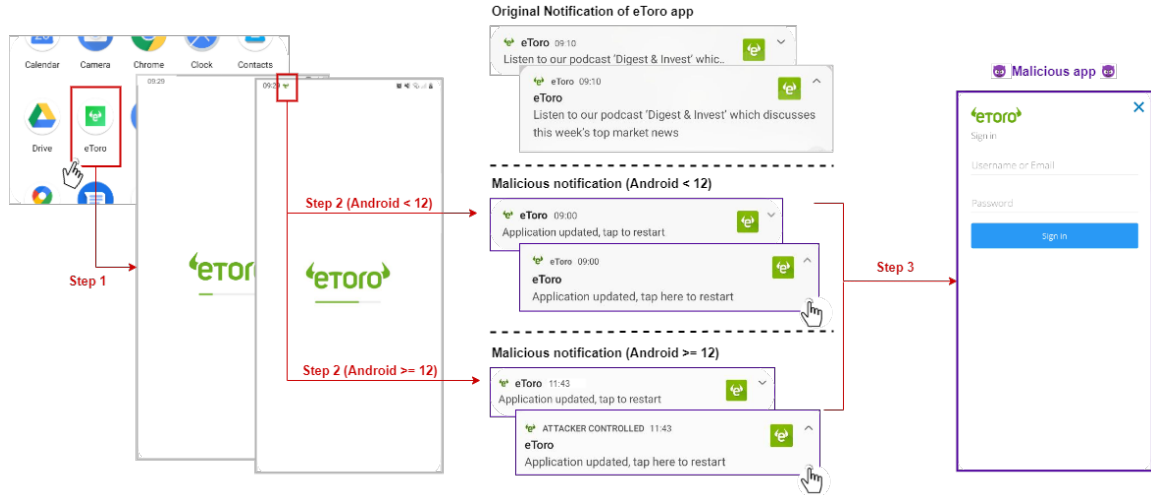 Calendar
Camera
Chrome
Clock
Contacts
Drive
eToro
Step 1
09:29
eTor
09:29
eToro
Step 2 (Android < 12)
Step 2 (Android >= 12)
Original Notification of eToro app
eToro 09:10
Listen to our podcast 'Digest & Invest' whic..
eToro 09:10
eToro
Listen to our podcast 'Digest & Invest' which discusses
this week's top market news
Malicious notification (Android < 12)
eToro 09:00
Application updated, tap to restart
eToro 09:00
eToro
Application updated, tap here to restart
Malicious notification (Android >= 12)
eToro 11:43
Application updated, tap to restart
ATTACKER CONTROLLED 11:43
eToro
Application updated, tap here to restart
Step 3
Malicious app
eToro
Sign in
Username or Email
Password
Sign in